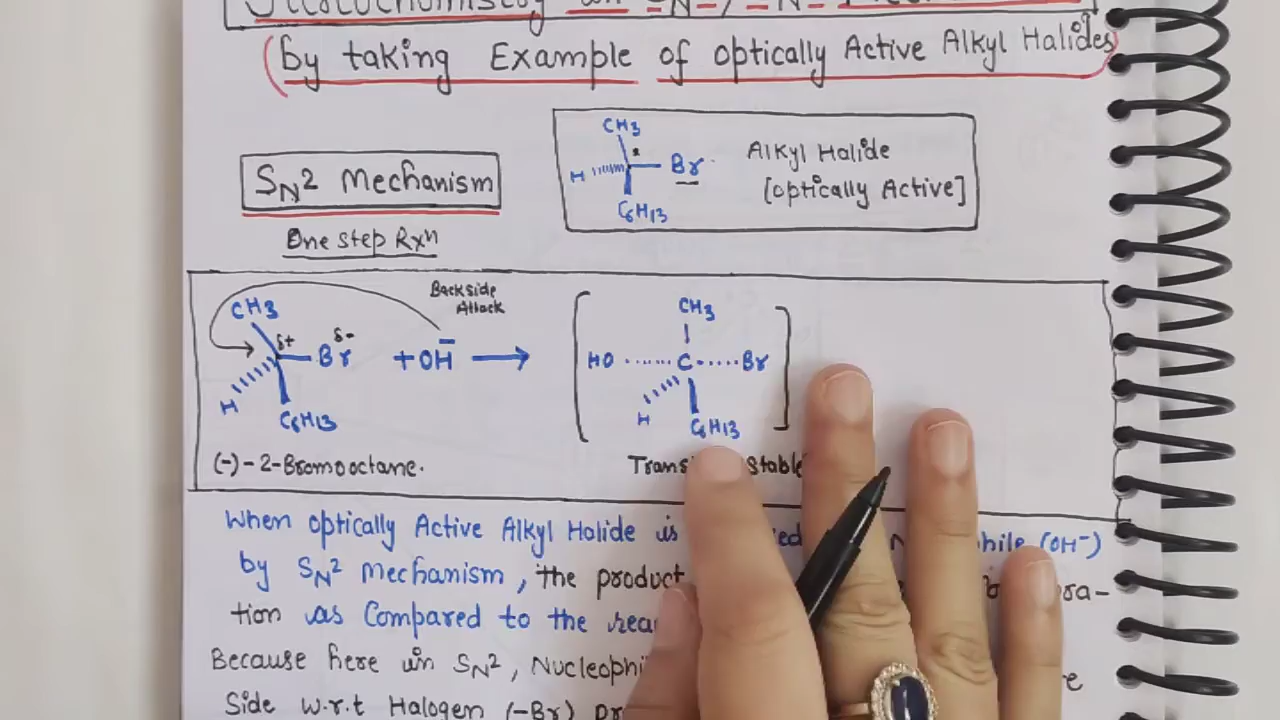 by taking Example of optically Active Alkyl Halides
CH3
H
Br
C6H13
Alkyl Halide
[optically Active]
SN2 Mechanism
One step Rxn
Backside
Attack
CH3
δ+
δ-
Br
+OH-
H
C6H13
CH3
HO
C
Br
H
C6H13
(-)-2-Bromooctane.
When optically Active Alkyl Halide is (OH-)
by SN2 mechanism, the product
tion as Compared to the
Because here in SN2,
Side w.r.t Halogen (-Br)